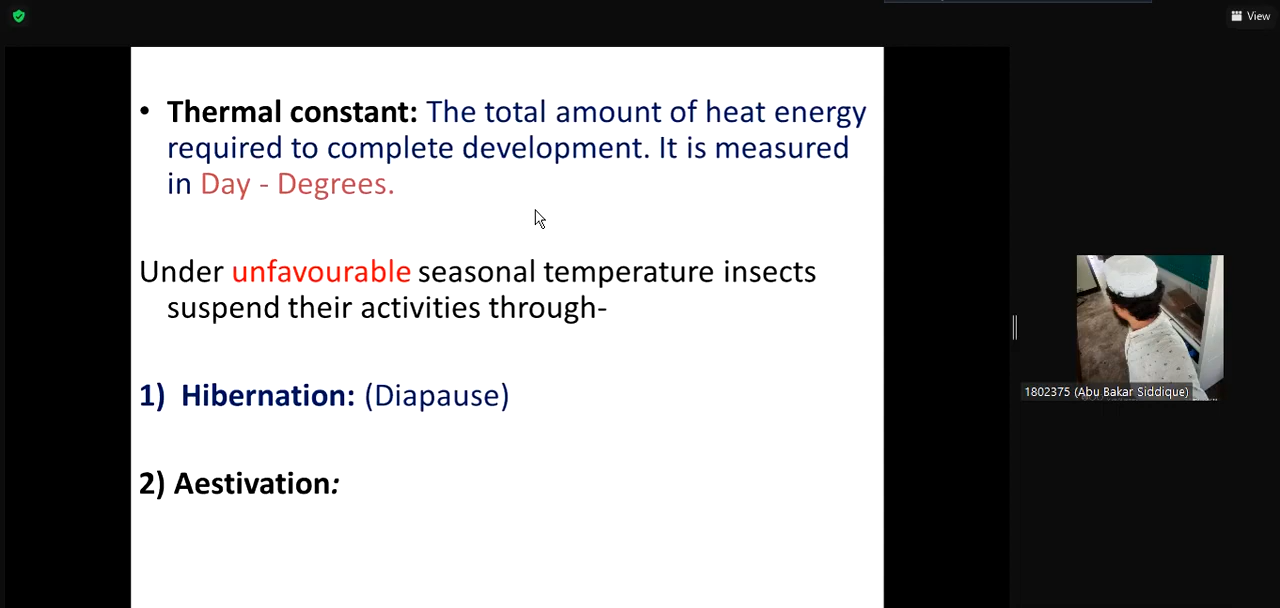 View
• Thermal constant: The total amount of heat energy
required to complete development. It is measured
in Day - Degrees.
Under unfavourable seasonal temperature insects
suspend their activities through-
1) Hibernation: (Diapause)
2) Aestivation:
1802375 (Abu Bakar Siddique)